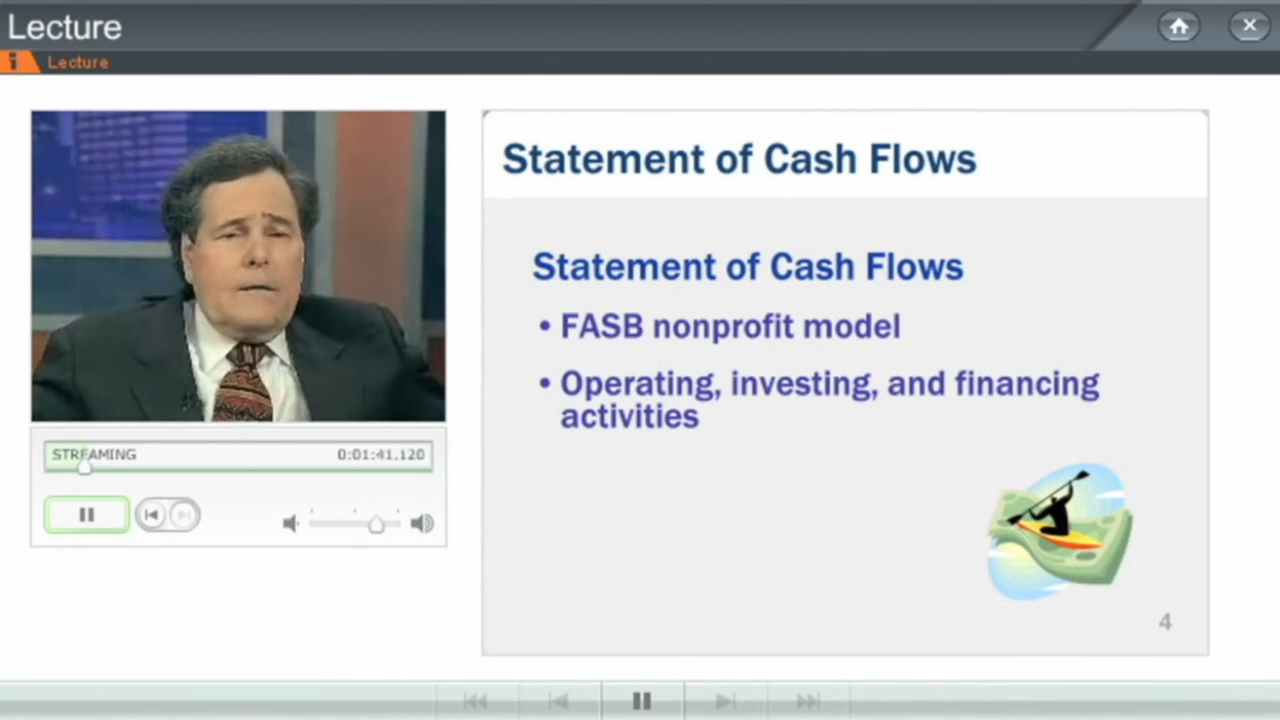 Lecture
i Lecture
STREAMING 0:01:41,120
Statement of Cash Flows
Statement of Cash Flows
• FASB nonprofit model
• Operating, investing, and financing
activities
4